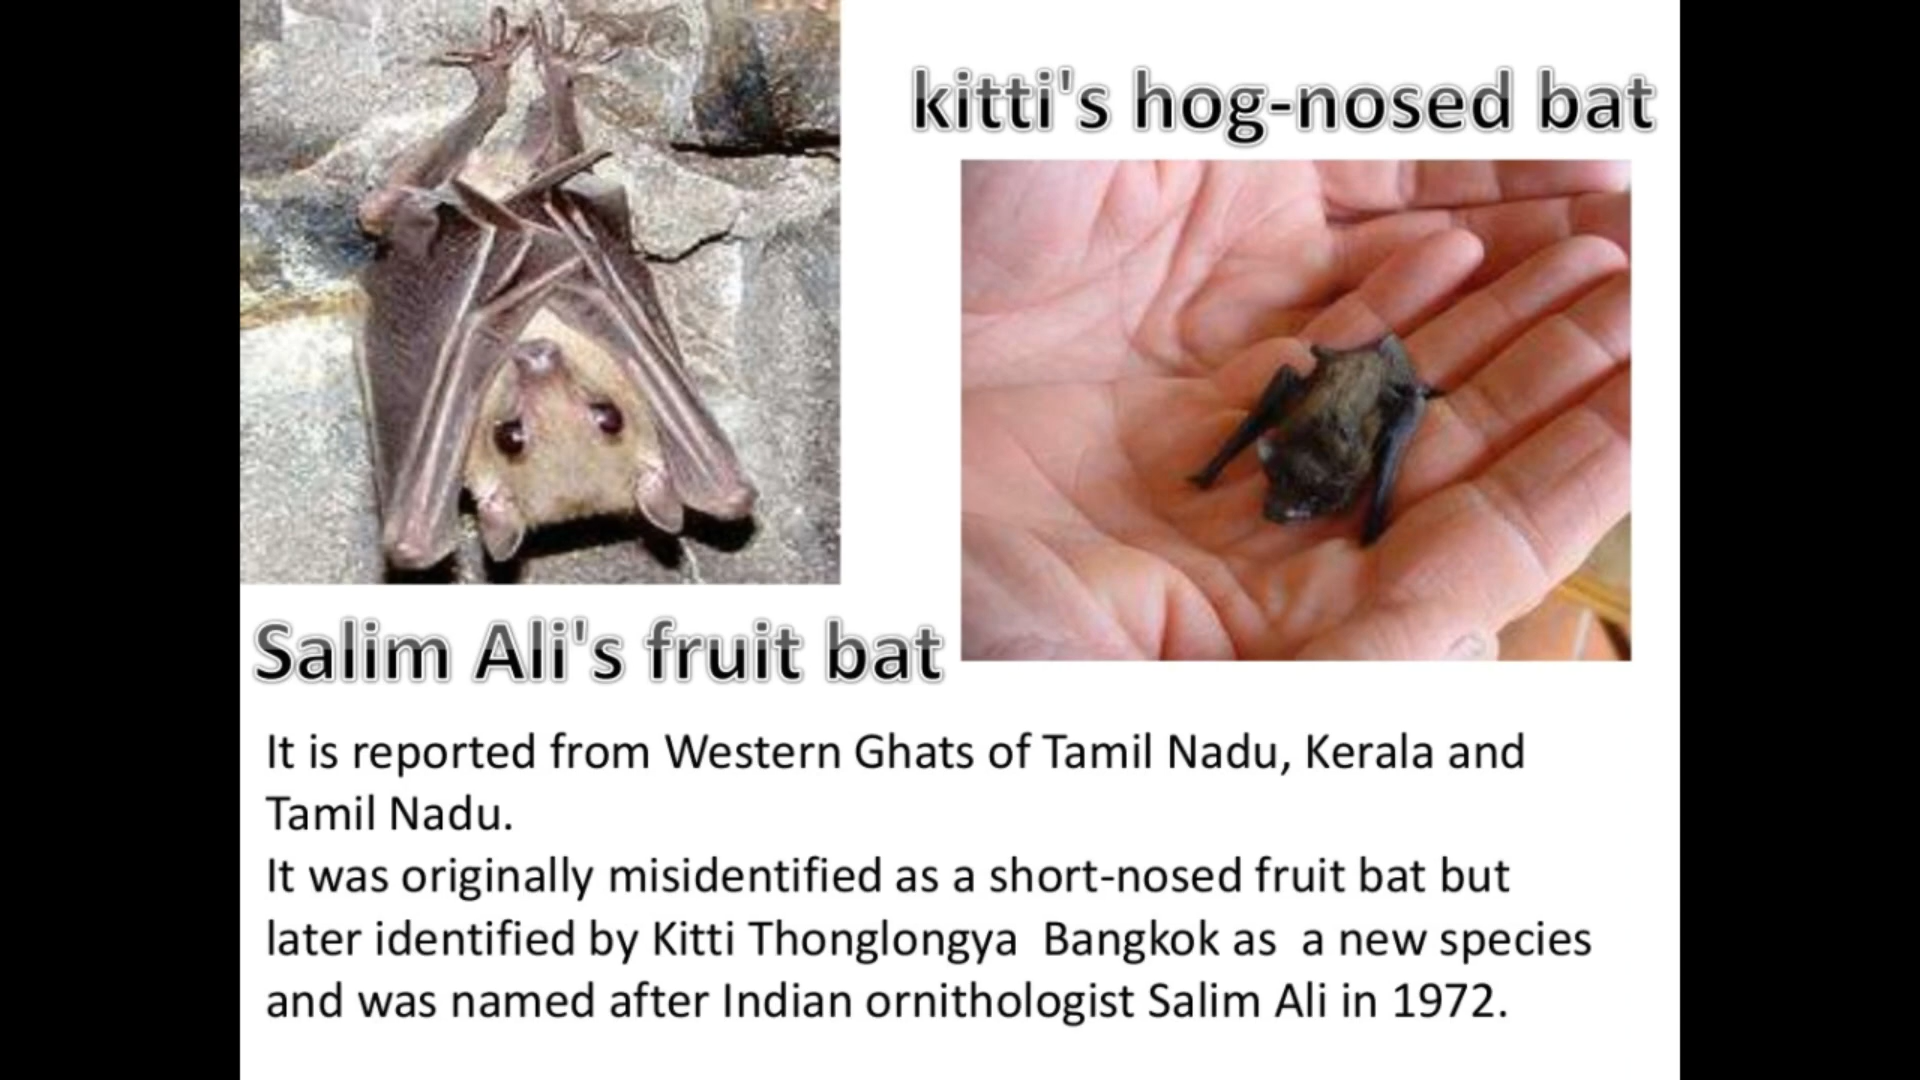 kitti's hog-nosed bat
Salim Ali's fruit bat
It is reported from Western Ghats of Tamil Nadu, Kerala and
Tamil Nadu.
It was originally misidentified as a short-nosed fruit bat but
later identified by Kitti Thonglongya  Bangkok as  a new species
and was named after Indian ornithologist Salim Ali in 1972.